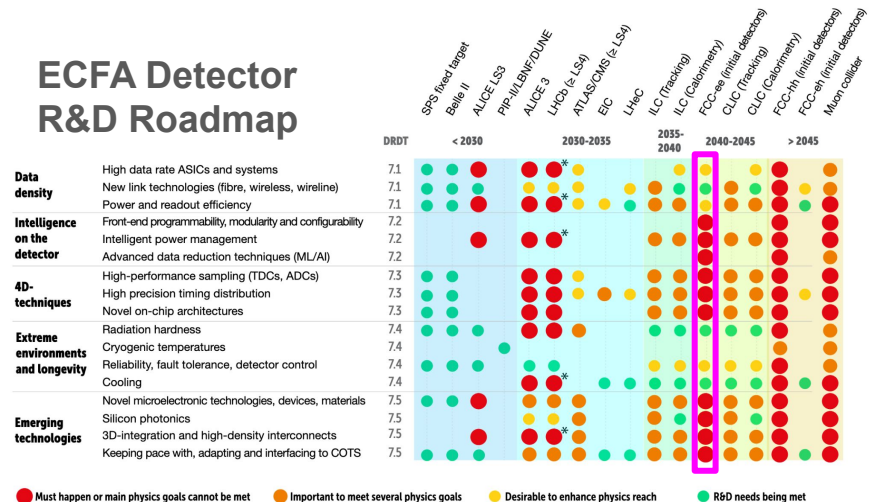 ECFA Detector
R&D Roadmap
SPS fixed target
Belle II
ALICE LS3
PIP-II/LBNF/DUNE
ALICE 3
LHCb (≥ LS4)
ATLAS/CMS (≥ LS4)
EIC
LHeC
ILC (Tracking)
ILC (Calorimetry)
FCC-ee (initial detectors)
CLIC (Tracking)
CLIC (Calorimetry)
FCC-hh (initial detectors)
FCC-eh (initial detectors)
Muon collider
DRDT < 2030 2030-2035 2035-2040 2040-2045 > 2045
Data density
High data rate ASICs and systems 7.1 *
New link technologies (fibre, wireless, wireline) 7.1
Power and readout efficiency 7.1 *
Intelligence on the detector
Front-end programmability, modularity and configurability 7.2
Intelligent power management 7.2 *
Advanced data reduction techniques (ML/AI) 7.2
4D-techniques
High-performance sampling (TDCs, ADCs) 7.3
High precision timing distribution 7.3
Novel on-chip architectures 7.3
Extreme environments and longevity
Radiation hardness 7.4
Cryogenic temperatures 7.4
Reliability, fault tolerance, detector control 7.4
Cooling 7.4 *
Emerging technologies
Novel microelectronic technologies, devices, materials 7.5
Silicon photonics 7.5
3D-integration and high-density interconnects 7.5 *
Keeping pace with, adapting and interfacing to COTS 7.5
Must happen or main physics goals cannot be met
Important to meet several physics goals
Desirable to enhance physics reach
R&D needs being met